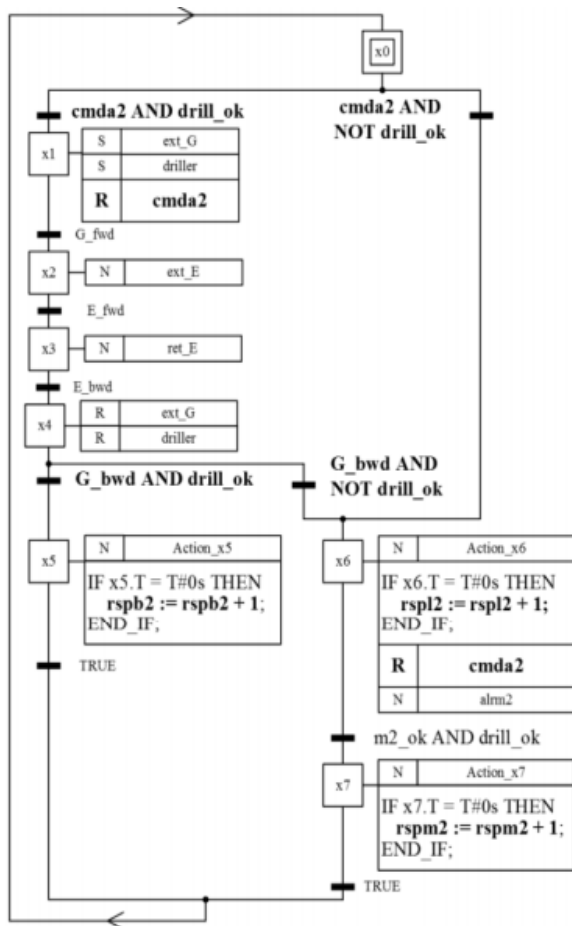 x0
cmda2 AND drill_ok
cmda2 AND
NOT drill_ok
x1
S ext_G
S driller
R cmda2
G_fwd
x2
N ext_E
E_fwd
x3
N ret_E
E_bwd
x4
R ext_G
R driller
G_bwd AND drill_ok
G_bwd AND
NOT drill_ok
x5
N Action_x5
IF x5.T = T#0s THEN
rspb2 := rspb2 + 1;
END_IF;
TRUE
x6
N Action_x6
IF x6.T = T#0s THEN
rspl2 := rspl2 + 1;
END_IF;
R cmda2
N alrm2
m2_ok AND drill_ok
x7
N Action_x7
IF x7.T = T#0s THEN
rspm2 := rspm2 + 1;
END_IF;
TRUE